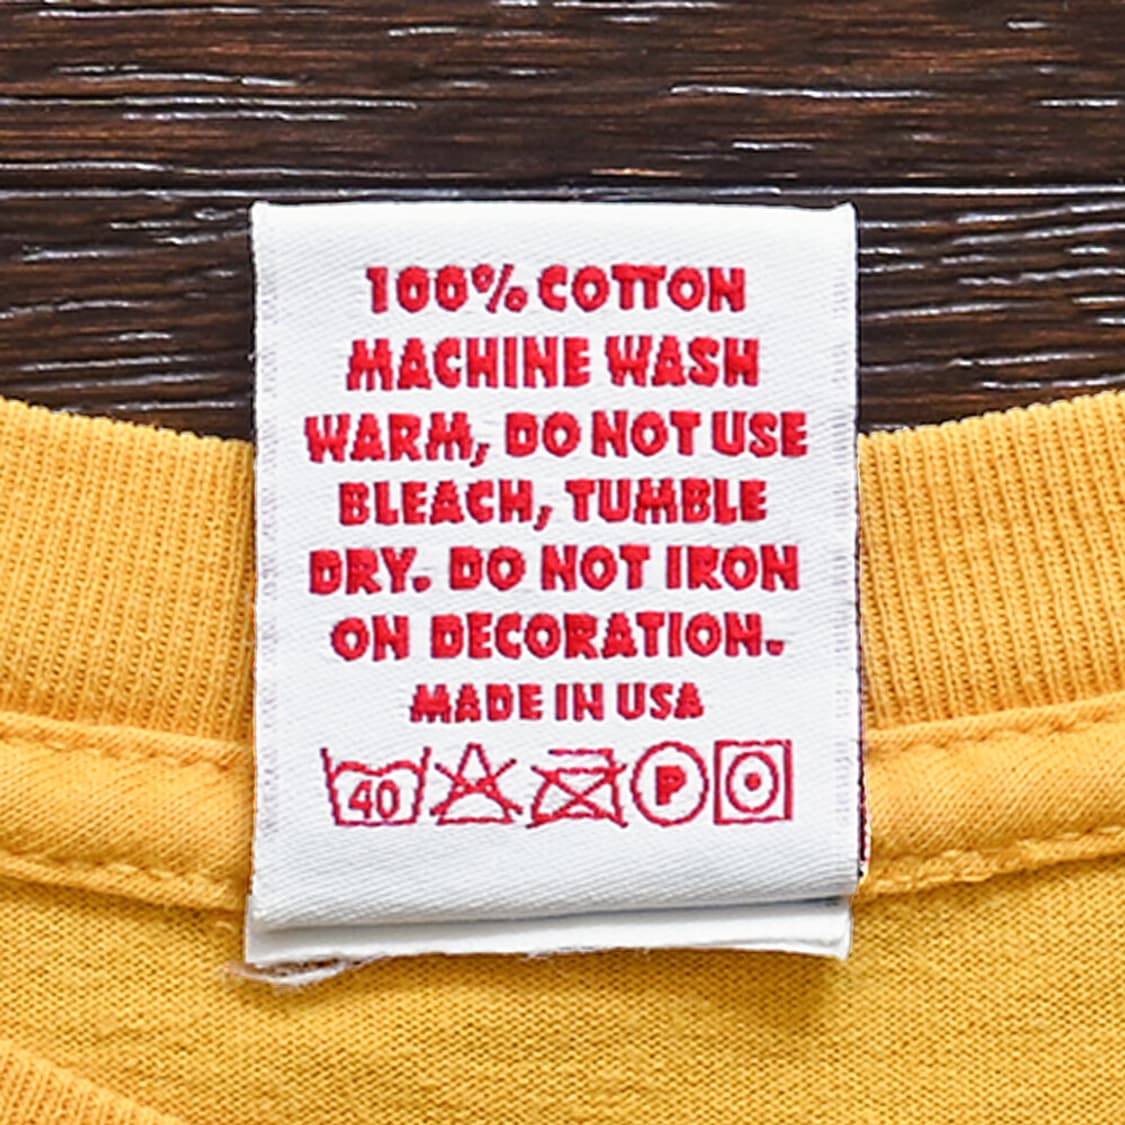 100% COTTON
MACHINE WASH
WARM, DO NOT USE
BLEACH, TUMBLE
DRY. DO NOT IRON
ON DECORATION.
MADE IN USA
40 P